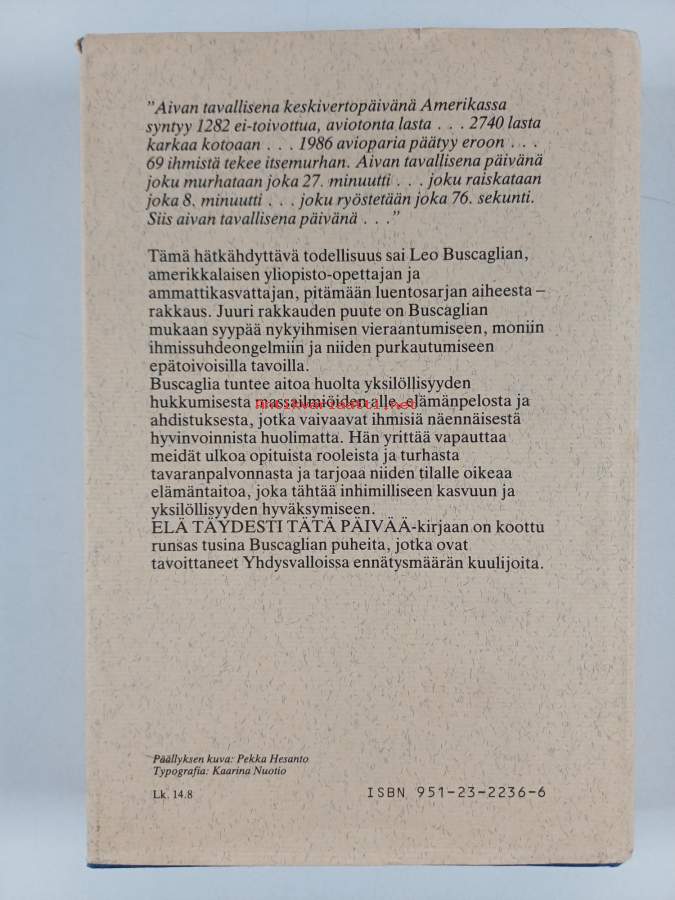 "Aivan tavallisena keskivertopäivänä Amerikassa
syntyy 1282 ei-toivottua, aviotonta lasta . . . 2740 lasta
karkaa kotoaan . . . 1986 avioparia päätyy eroon . . .
69 ihmistä tekee itsemurhan. Aivan tavallisena päivänä
joku murhataan joka 27. minuutti . . . joku raiskataan
joka 8. minuutti . . . joku ryöstetään joka 76. sekunti.
Siis aivan tavallisena päivänä . . ."
Tämä hätkähdyttävä todellisuus sai Leo Buscaglian,
amerikkalaisen yliopisto-opettajan ja
ammattikasvattajan, pitämään luentosarjan aiheesta –
rakkaus. Juuri rakkauden puute on Buscaglian
mukaan syypää nykyihmisen vieraantumiseen, moniin
ihmissuhdeongelmiin ja niiden purkautumiseen
epätoivoisilla tavoilla.
Buscaglia tuntee aitoa huolta yksilöllisyyden
hukkumisesta massailmiöiden alle, elämänpelosta ja
Antikvariaatti.net
ahdistuksesta, jotka vaivaavat ihmisiä näennäisestä
hyvinvoinnista huolimatta. Hän yrittää vapauttaa
meidät ulkoa opituista rooleista ja turhasta
tavaranpalvonnasta ja tarjoaa niiden tilalle oikeaa
elämäntaitoa, joka tähtää inhimilliseen kasvuun ja
yksilöllisyyden hyväksymiseen.
ELÄ TÄYDESTI TÄTÄ PÄIVÄÄ-kirjaan on koottu
runsas tusina Buscaglian puheita, jotka ovat
tavoittaneet Yhdysvalloissa ennätysmäärän kuulijoita.
Päällyksen kuva: Pekka Hesanto
Typografia: Kaarina Nuotio
Lk. 14.8
ISBN 951-23-2236-6